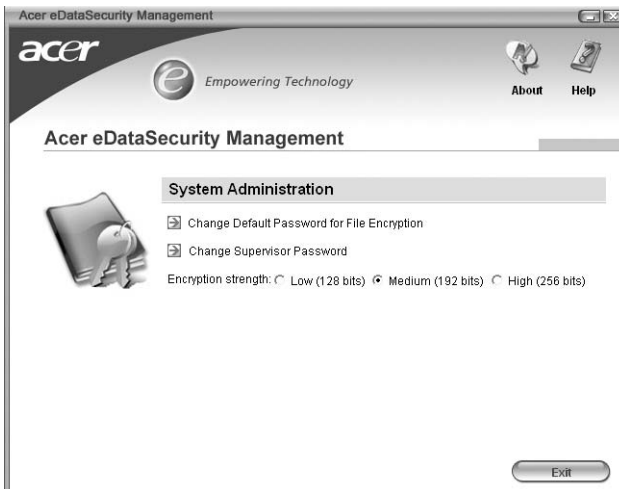 Acer eDataSecurity Management
acer
e Empowering Technology
About Help
Acer eDataSecurity Management
System Administration
Change Default Password for File Encryption
Change Supervisor Password
Encryption strength: Low (128 bits) Medium (192 bits) High (256 bits)
Exit